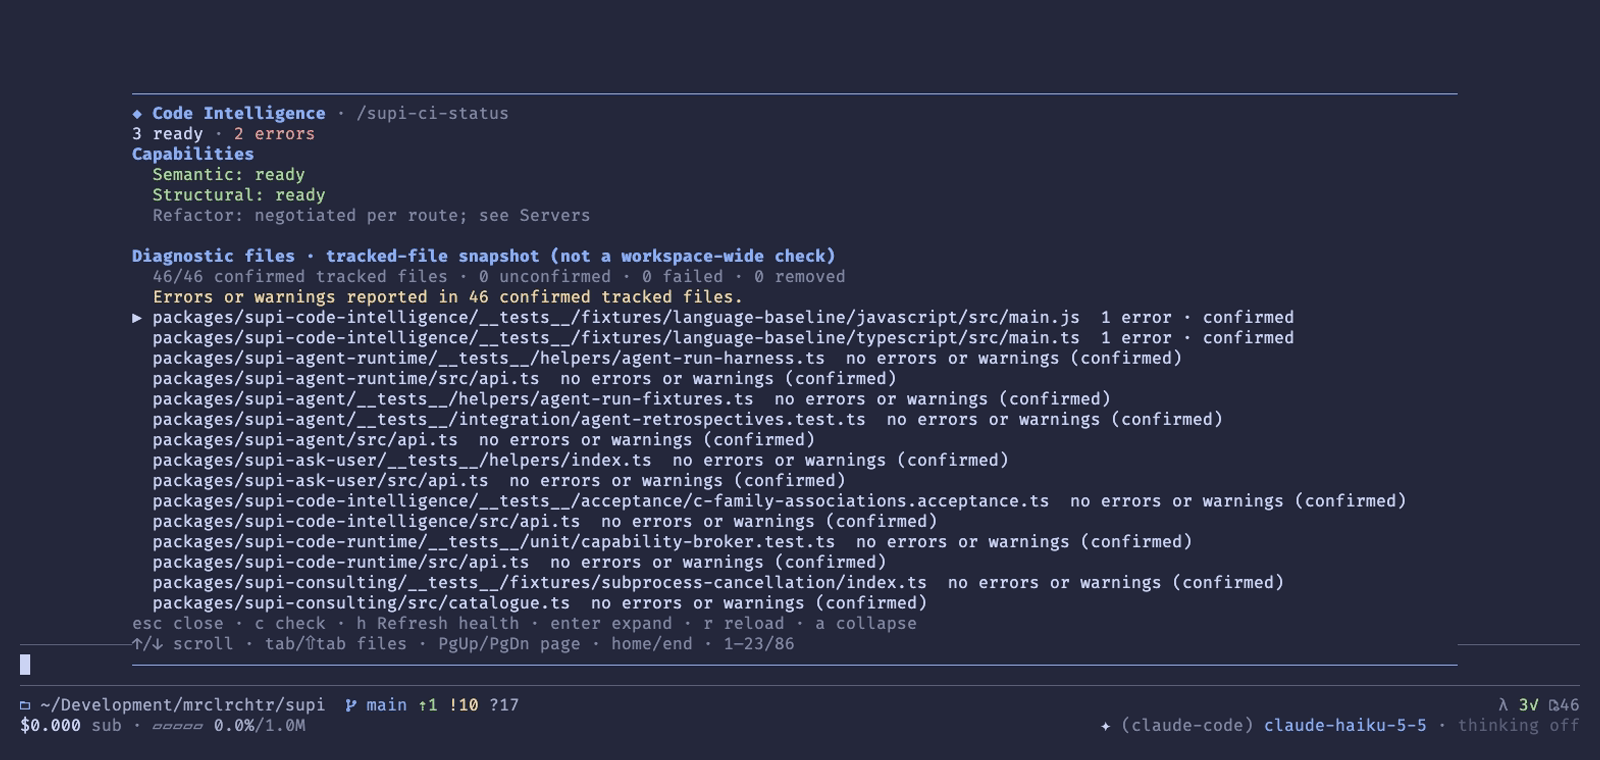 ◆ Code Intelligence · /supi-ci-status
3 ready · 2 errors
Capabilities
Semantic: ready
Structural: ready
Refactor: negotiated per route; see Servers
Diagnostic files · tracked-file snapshot (not a workspace-wide check)
46/46 confirmed tracked files · 0 unconfirmed · 0 failed · 0 removed
Errors or warnings reported in 46 confirmed tracked files.
▶ packages/supi-code-intelligence/__tests__/fixtures/language-baseline/javascript/src/main.js  1 error · confirmed
packages/supi-code-intelligence/__tests__/fixtures/language-baseline/typescript/src/main.ts  1 error · confirmed
packages/supi-agent-runtime/__tests__/helpers/agent-run-harness.ts  no errors or warnings (confirmed)
packages/supi-agent-runtime/src/api.ts  no errors or warnings (confirmed)
packages/supi-agent/__tests__/helpers/agent-run-fixtures.ts  no errors or warnings (confirmed)
packages/supi-agent/__tests__/integration/agent-retrospectives.test.ts  no errors or warnings (confirmed)
packages/supi-agent/src/api.ts  no errors or warnings (confirmed)
packages/supi-ask-user/__tests__/helpers/index.ts  no errors or warnings (confirmed)
packages/supi-ask-user/src/api.ts  no errors or warnings (confirmed)
packages/supi-code-intelligence/__tests__/acceptance/c-family-associations.acceptance.ts  no errors or warnings (confirmed)
packages/supi-code-intelligence/src/api.ts  no errors or warnings (confirmed)
packages/supi-code-runtime/__tests__/unit/capability-broker.test.ts  no errors or warnings (confirmed)
packages/supi-code-runtime/src/api.ts  no errors or warnings (confirmed)
packages/supi-consulting/__tests__/fixtures/subprocess-cancellation/index.ts  no errors or warnings (confirmed)
packages/supi-consulting/src/catalogue.ts  no errors or warnings (confirmed)
esc close · c check · h Refresh health · enter expand · r reload · a collapse
↑/↓ scroll · tab/⇧tab files · PgUp/PgDn page · home/end · 1–23/86
~/Development/mrclrchtr/supi  main ↑1 !10 ?17  λ 3✓ 46
$0.000 sub · ▱▱▱▱▱ 0.0%/1.0M  ✦ (claude-code) claude-haiku-5-5 · thinking off